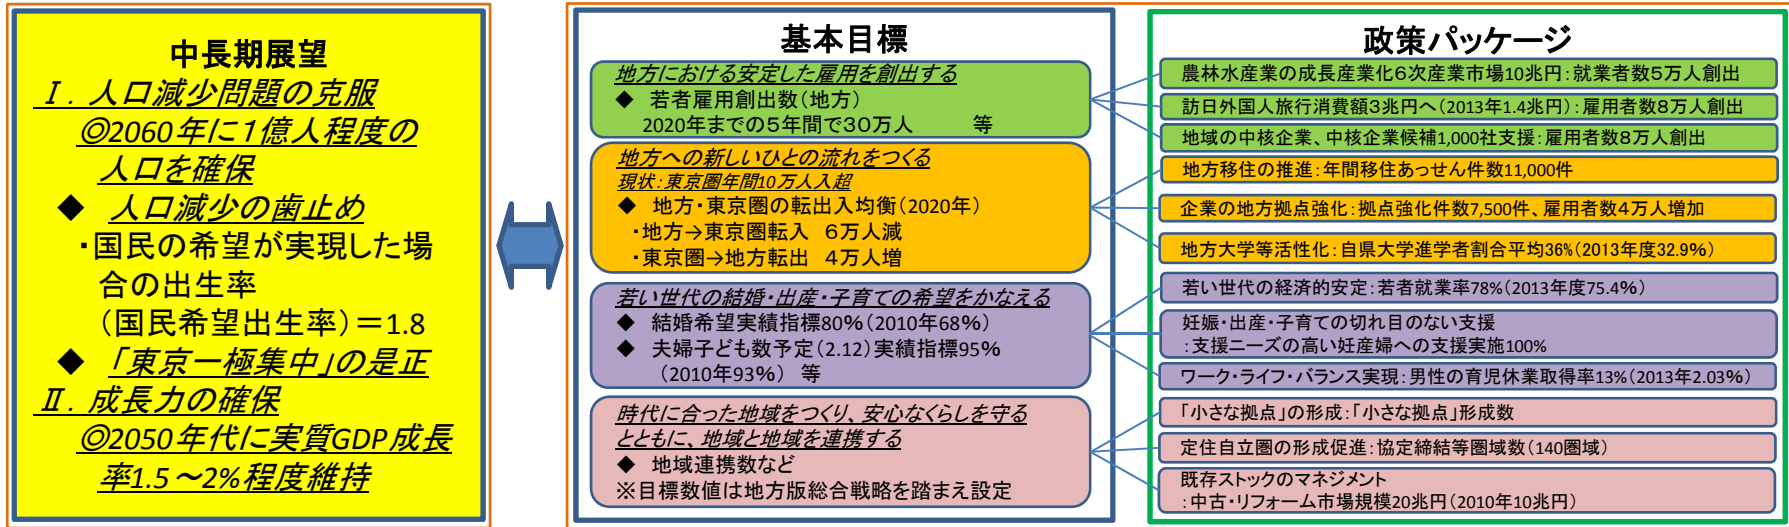 中長期展望
Ⅰ．人口減少問題の克服
◎2060年に１億人程度の
人口を確保
◆ 人口減少の歯止め
・国民の希望が実現した場
合の出生率
（国民希望出生率）＝1.8
◆ 「東京一極集中」の是正
Ⅱ．成長力の確保
◎2050年代に実質GDP成長
率1.5～2%程度維持
基本目標
地方における安定した雇用を創出する
◆ 若者雇用創出数（地方）
2020年までの５年間で３０万人 等
地方への新しいひとの流れをつくる
現状：東京圏年間10万人入超
◆ 地方・東京圏の転出入均衡（2020年）
・地方→東京圏転入 ６万人減
・東京圏→地方転出 ４万人増
若い世代の結婚・出産・子育ての希望をかなえる
◆ 結婚希望実績指標80%（2010年68%）
◆ 夫婦子ども数予定（2.12）実績指標95%
（2010年93%） 等
時代に合った地域をつくり、安心なくらしを守る
とともに、地域と地域を連携する
◆ 地域連携数など
※目標数値は地方版総合戦略を踏まえ設定
政策パッケージ
農林水産業の成長産業化６次産業市場10兆円：就業者数５万人創出
訪日外国人旅行消費額３兆円へ（2013年1.4兆円）：雇用者数８万人創出
地域の中核企業、中核企業候補1,000社支援：雇用者数８万人創出
地方移住の推進：年間移住あっせん件数11,000件
企業の地方拠点強化：拠点強化件数7,500件、雇用者数４万人増加
地方大学等活性化：自県大学進学者割合平均36%（2013年度32.9%）
若い世代の経済的安定：若者就業率78%（2013年度75.4%）
妊娠・出産・子育ての切れ目のない支援
：支援ニーズの高い妊産婦への支援実施100%
ワーク・ライフ・バランス実現：男性の育児休業取得率13%（2013年2.03%）
「小さな拠点」の形成：「小さな拠点」形成数
定住自立圏の形成促進：協定締結等圏域数（140圏域）
既存ストックのマネジメント
：中古・リフォーム市場規模20兆円（2010年10兆円）